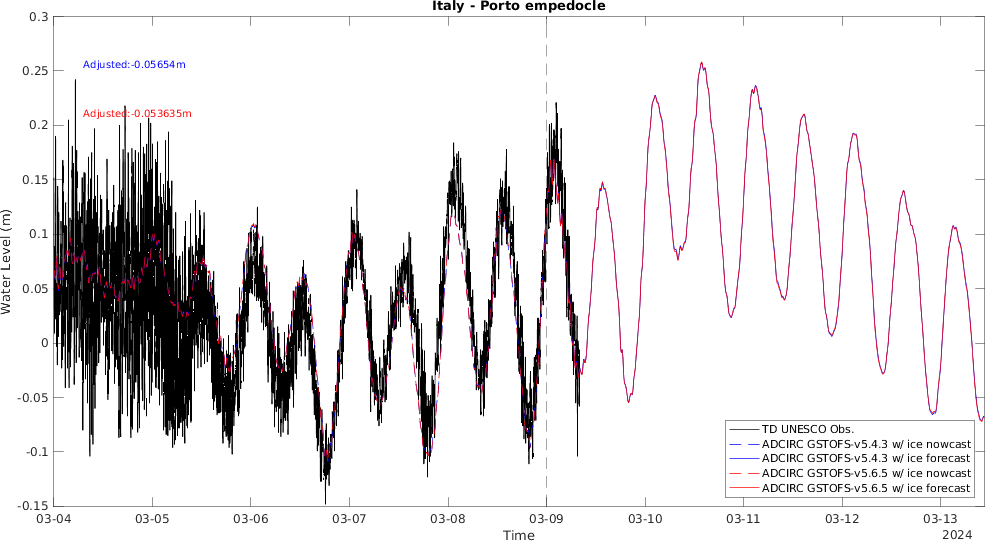 Italy - Porto empedocle
0.3
0.25
0.2
0.15
0.1
0.05
0
-0.05
-0.1
-0.15
Water Level (m)
Adjusted:-0.05654m
Adjusted:-0.053635m
TD UNESCO Obs.
ADCIRC GSTOFS-v5.4.3 w/ ice nowcast
ADCIRC GSTOFS-v5.4.3 w/ ice forecast
ADCIRC GSTOFS-v5.6.5 w/ ice nowcast
ADCIRC GSTOFS-v5.6.5 w/ ice forecast
03-04 03-05 03-06 03-07 03-08 03-09 03-10 03-11 03-12 03-13
Time
2024